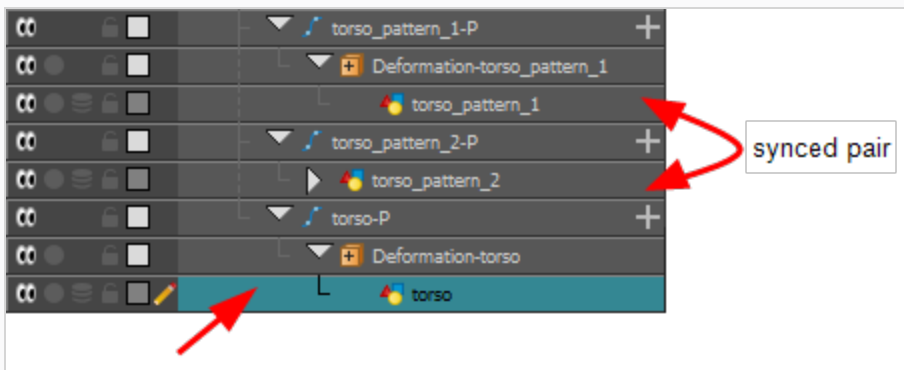 torso_pattern_1-P
Deformation-torso_pattern_1
torso_pattern_1
torso_pattern_2-P
synced pair
torso_pattern_2
torso-P
Deformation-torso
torso